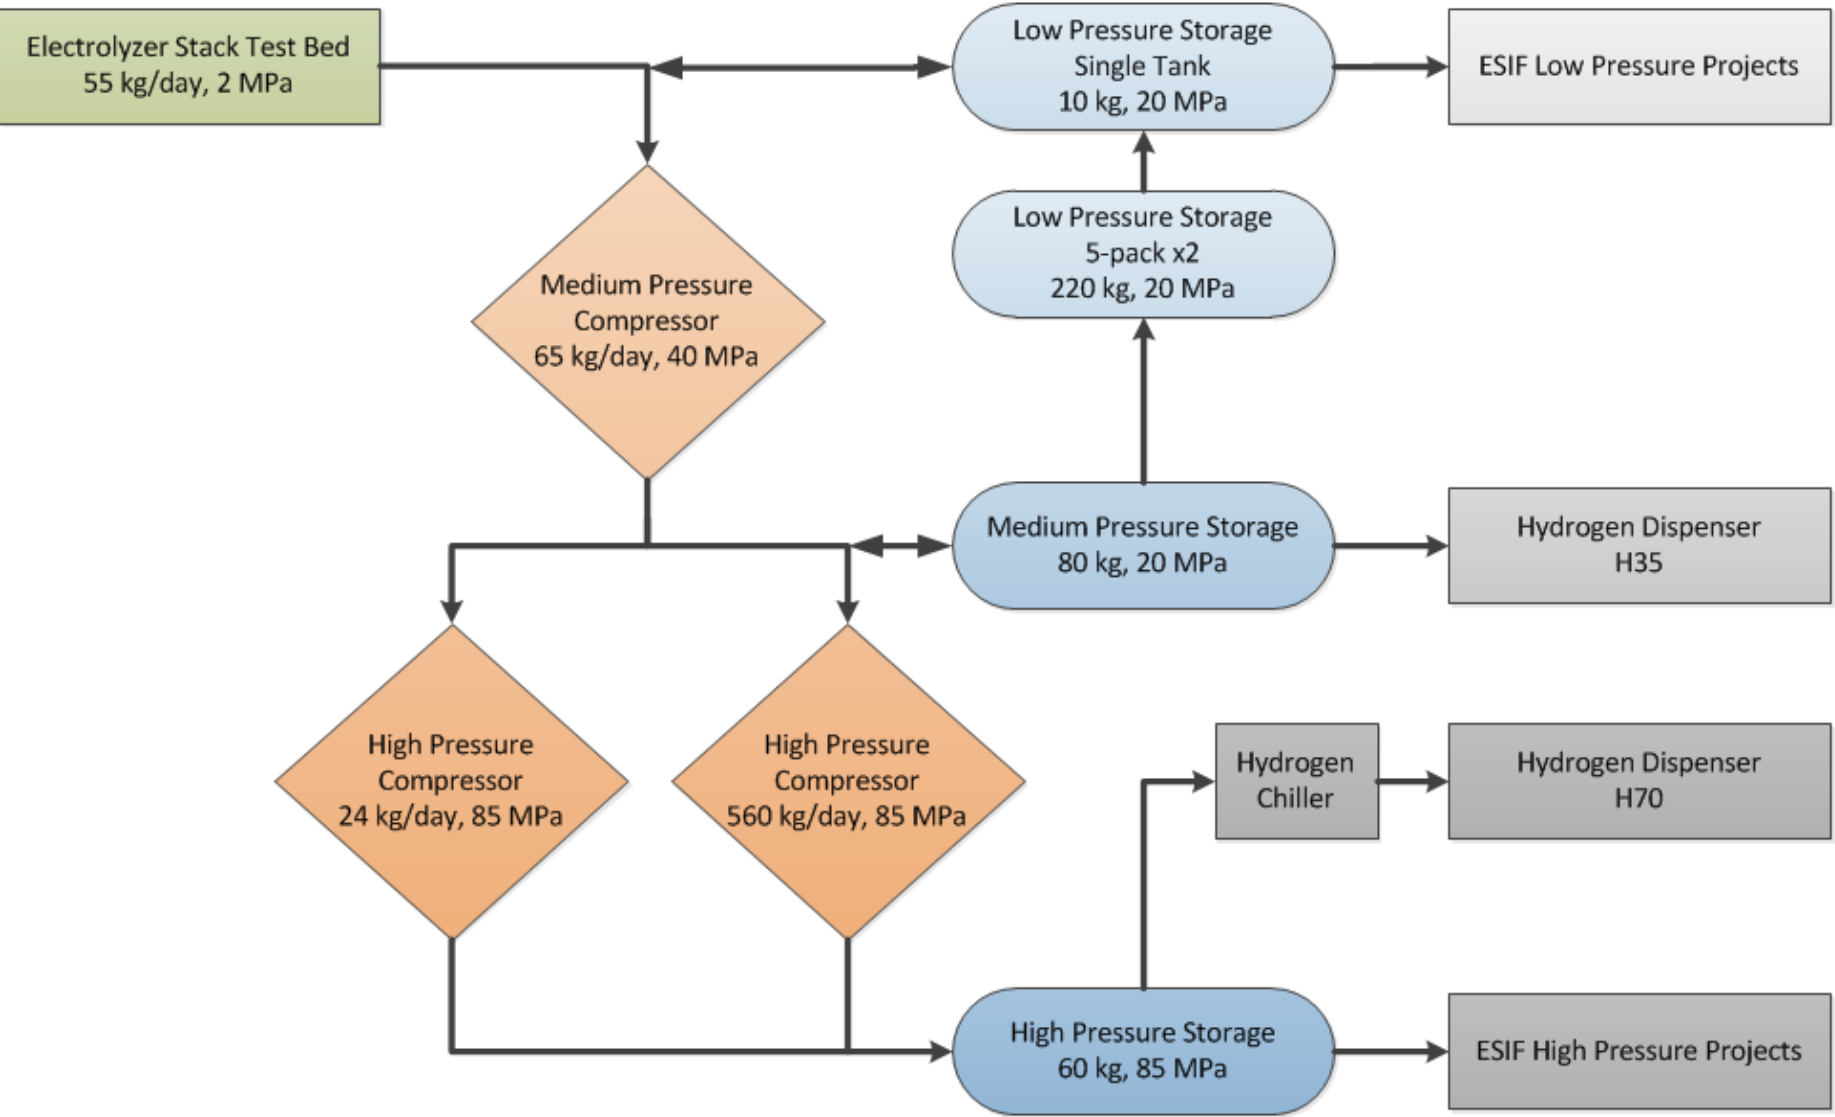 Electrolyzer Stack Test Bed
55 kg/day, 2 MPa
Low Pressure Storage
Single Tank
10 kg, 20 MPa
ESIF Low Pressure Projects
Low Pressure Storage
5-pack x2
220 kg, 20 MPa
Medium Pressure
Compressor
65 kg/day, 40 MPa
Medium Pressure Storage
80 kg, 20 MPa
Hydrogen Dispenser
H35
High Pressure
Compressor
24 kg/day, 85 MPa
High Pressure
Compressor
560 kg/day, 85 MPa
Hydrogen
Chiller
Hydrogen Dispenser
H70
High Pressure Storage
60 kg, 85 MPa
ESIF High Pressure Projects